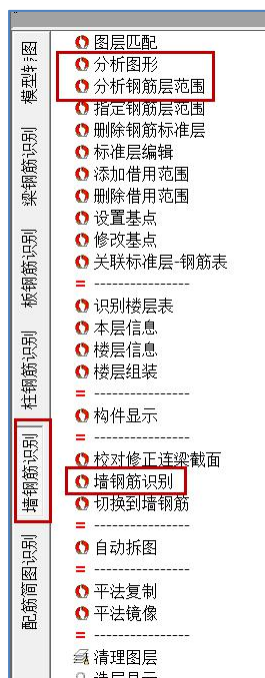 模型转图
梁钢筋识别
板钢筋识别
柱钢筋识别
墙钢筋识别
配筋简图识别
图层匹配
分析图形
分析钢筋层范围
指定钢筋层范围
删除钢筋标准层
标准层编辑
添加借用范围
删除借用范围
设置基点
修改基点
关联标准层-钢筋表
= ----------------
识别楼层表
本层信息
楼层信息
楼层组装
= ----------------
构件显示
= ----------------
校对修正连梁截面
墙钢筋识别
切换到墙钢筋
= ----------------
自动拆图
= ----------------
平法复制
平法镜像
= ----------------
清理图层